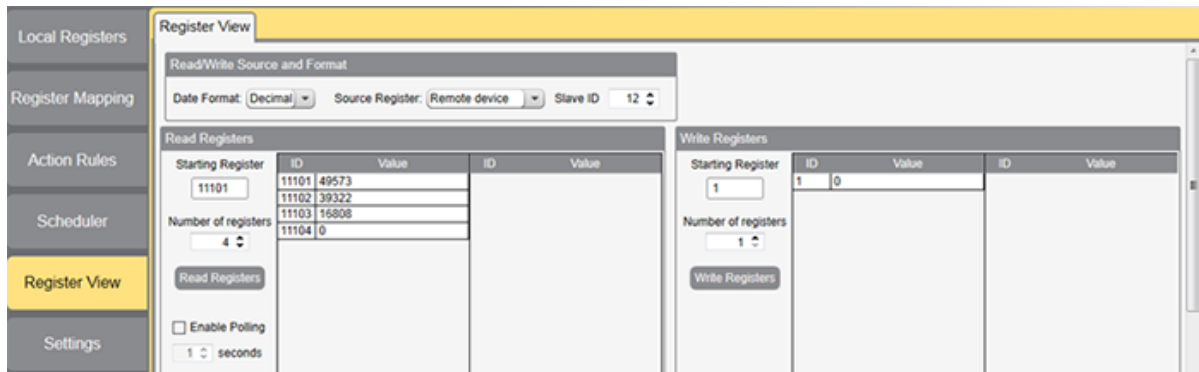 Local Registers
Register Mapping
Action Rules
Scheduler
Register View
Settings
Register View
Read/Write Source and Format
Date Format: Decimal Source Register: Remote device Slave ID 12
Read Registers
Starting Register
11101
Number of registers
4
Read Registers
Enable Polling
1 seconds
ID Value ID Value
11101 49573
11102 39322
11103 16808
11104 0
Write Registers
Starting Register
1
Number of registers
1
Write Registers
ID Value ID Value
1 0